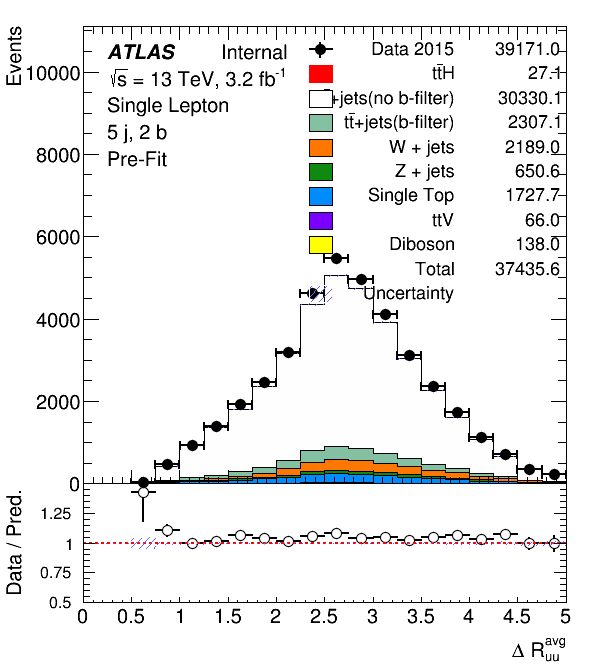 Events
ATLAS Internal
√s = 13 TeV, 3.2 fb⁻¹
Single Lepton
5 j, 2 b
Pre-Fit
Data 2015 39171.0
tt̄H 27.1
t̄+jets(no b-filter) 30330.1
tt̄+jets(b-filter) 2307.1
W + jets 2189.0
Z + jets 650.6
Single Top 1727.7
ttV 66.0
Diboson 138.0
Total 37435.6
Uncertainty
10000
8000
6000
4000
2000
0
Data / Pred.
1.25
1
0.75
0.5
0 0.5 1 1.5 2 2.5 3 3.5 4 4.5 5
Δ R_uu^avg